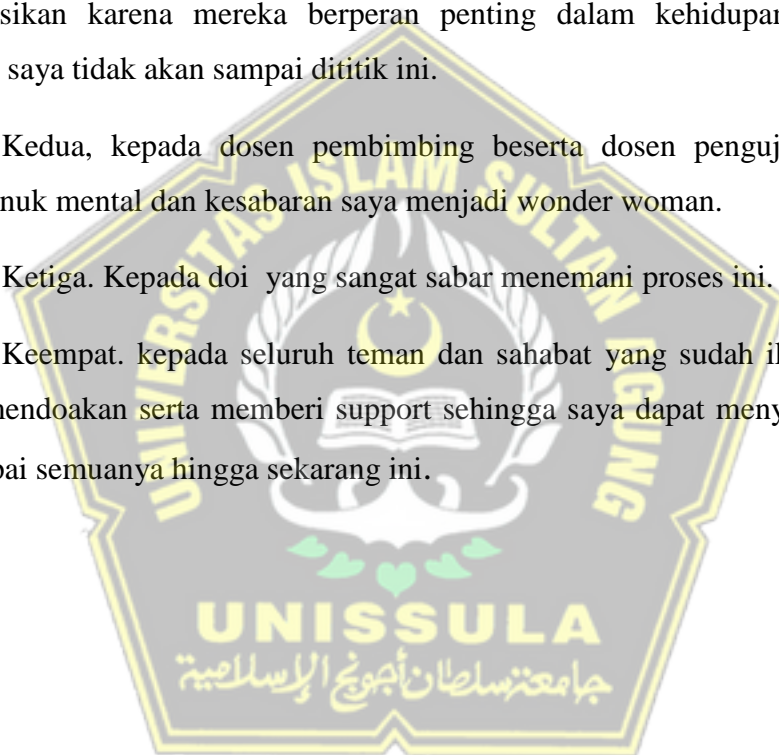 sikan karena mereka berperan penting dalam kehidupan
saya tidak akan sampai dititik ini.
Kedua, kepada dosen pembimbing beserta dosen penguj
nuk mental dan kesabaran saya menjadi wonder woman.
Ketiga. Kepada doi yang sangat sabar menemani proses ini.
Keempat. kepada seluruh teman dan sahabat yang sudah il
mendoakan serta memberi support sehingga saya dapat meny
pai semuanya hingga sekarang ini.
UNIVERSITAS ISLAM SULTAN AGUNG
UNISSULA
جامعة سلطان أجونج الإسلامية